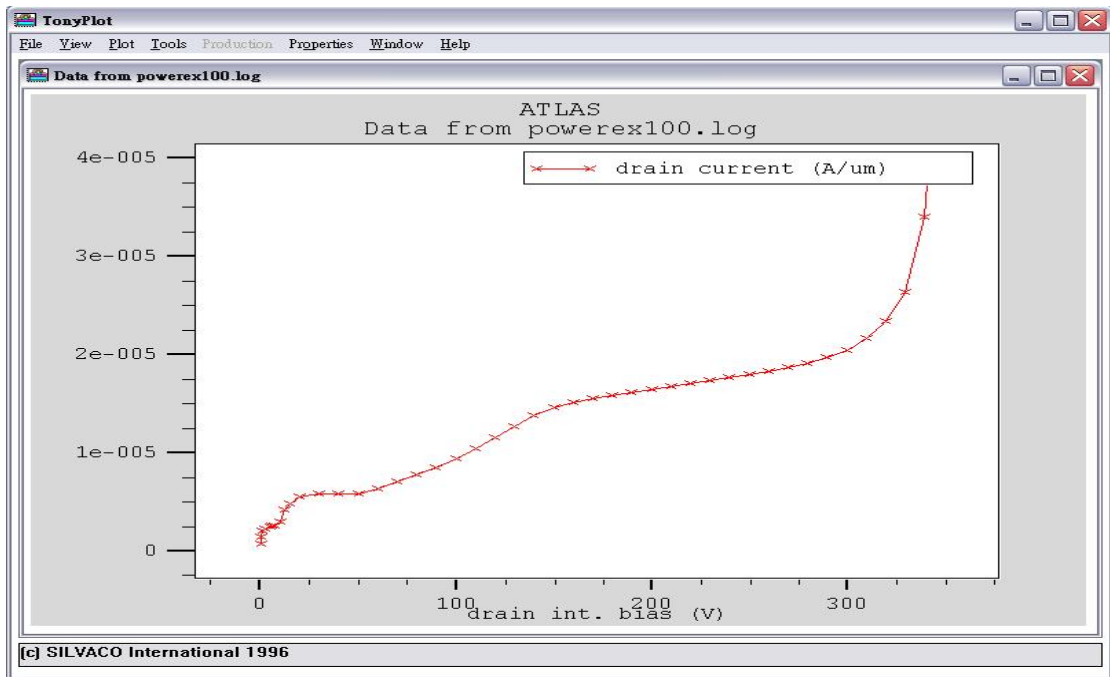 TonyPlot
File View Plot Tools Production Properties Window Help
Data from powerex100.log
ATLAS
Data from powerex100.log
drain current (A/um)
4e-005
3e-005
2e-005
1e-005
0
0 100 200 300
drain int. bias (V)
(c) SILVACO International 1996